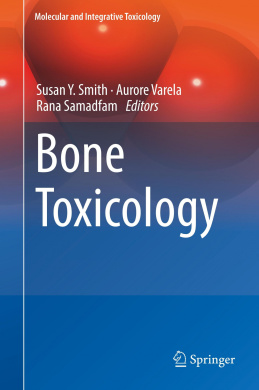 Molecular and Integrative Toxicology
Susan Y. Smith · Aurore Varela
Rana Samadfam Editors
Bone
Toxicology
Springer